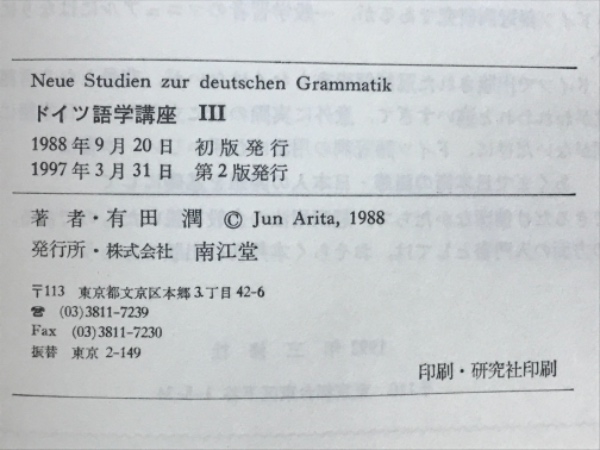 Neue Studien zur deutschen Grammatik
ドイツ語学講座 III
1988年9月20日 初版発行
1997年3月31日 第2版発行
著者・有田潤 © Jun Arita, 1988
発行所・株式会社 南江堂
〒113 東京都文京区本郷3丁目42-6
☎ (03)3811-7239
Fax (03)3811-7230
振替 東京 2-149
印刷・研究社印刷